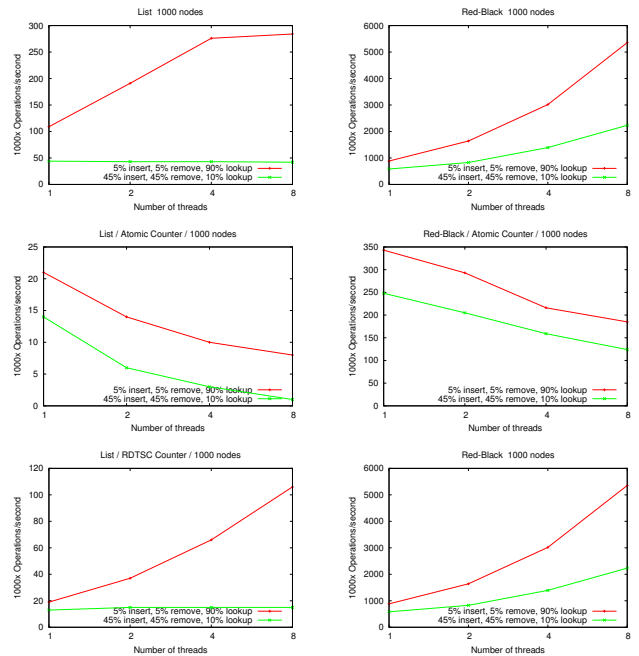 List  1000 nodes
300
250
200
150
100
50
0
1000x Operations/second
5% insert, 5% remove, 90% lookup
45% insert, 45% remove, 10% lookup
1 2 4 8
Number of threads
Red-Black  1000 nodes
6000
5000
4000
3000
2000
1000
0
1000x Operations/second
5% insert, 5% remove, 90% lookup
45% insert, 45% remove, 10% lookup
1 2 4 8
Number of threads
List / Atomic Counter / 1000 nodes
25
20
15
10
5
0
1000x Operations/second
5% insert, 5% remove, 90% lookup
45% insert, 45% remove, 10% lookup
1 2 4 8
Number of threads
Red-Black / Atomic Counter / 1000 nodes
350
300
250
200
150
100
50
0
1000x Operations/second
5% insert, 5% remove, 90% lookup
45% insert, 45% remove, 10% lookup
1 2 4 8
Number of threads
List / RDTSC Counter / 1000 nodes
120
100
80
60
40
20
0
1000x Operations/second
5% insert, 5% remove, 90% lookup
45% insert, 45% remove, 10% lookup
1 2 4 8
Number of threads
Red-Black  1000 nodes
6000
5000
4000
3000
2000
1000
0
1000x Operations/second
5% insert, 5% remove, 90% lookup
45% insert, 45% remove, 10% lookup
1 2 4 8
Number of threads